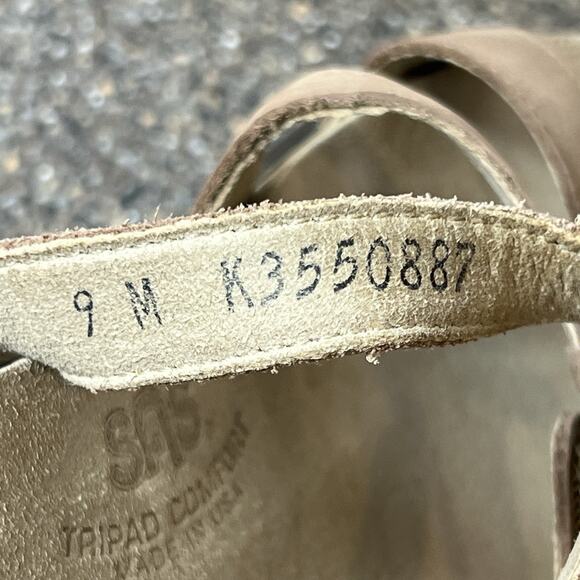 9 M K3550887
SAS
TRIPAD COMFORT
MADE IN USA